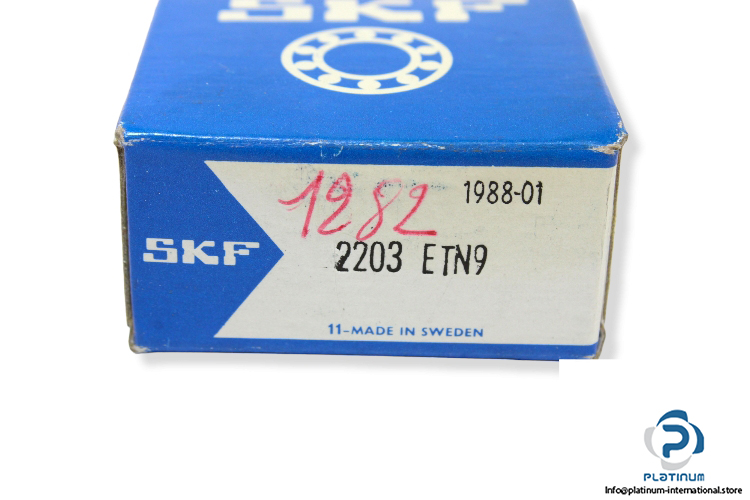 SKF
1282
1988-01
SKF
2203 ETN9
11-MADE IN SWEDEN
PLATINUM
Info@platinum-international.store